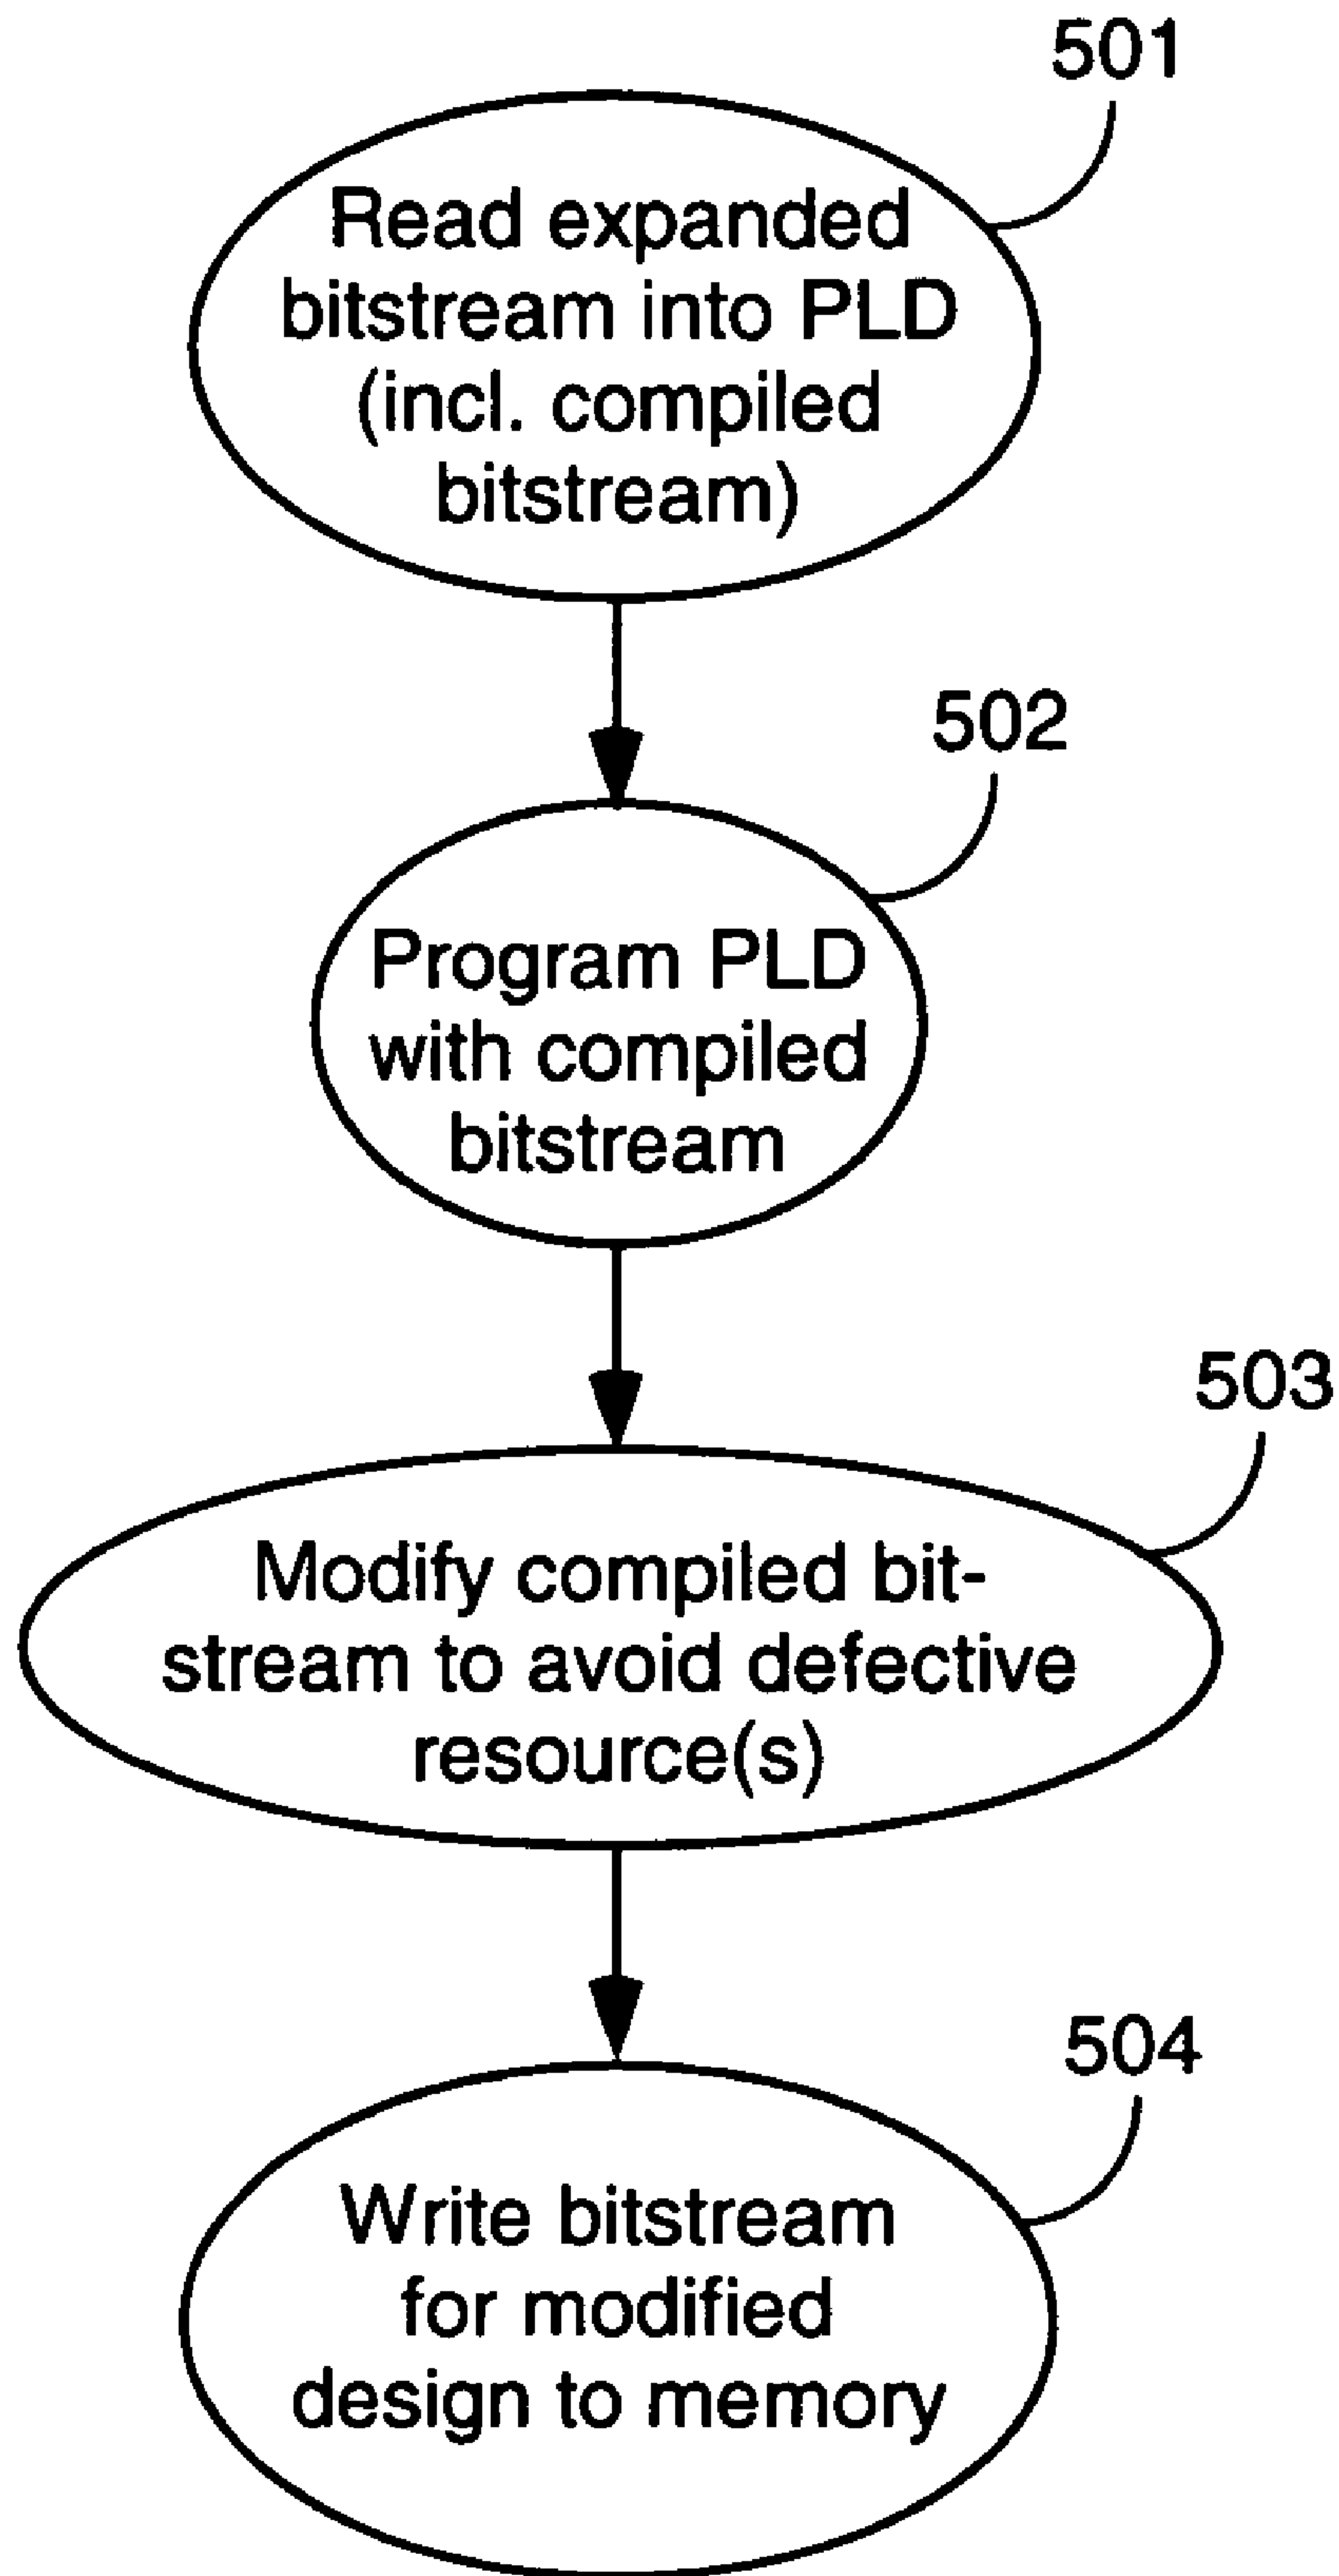 501
Read expanded
bitstream into PLD
(incl. compiled
bitstream)
502
Program PLD
with compiled
bitstream
503
Modify compiled bit-
stream to avoid defective
resource(s)
504
Write bitstream
for modified
design to memory